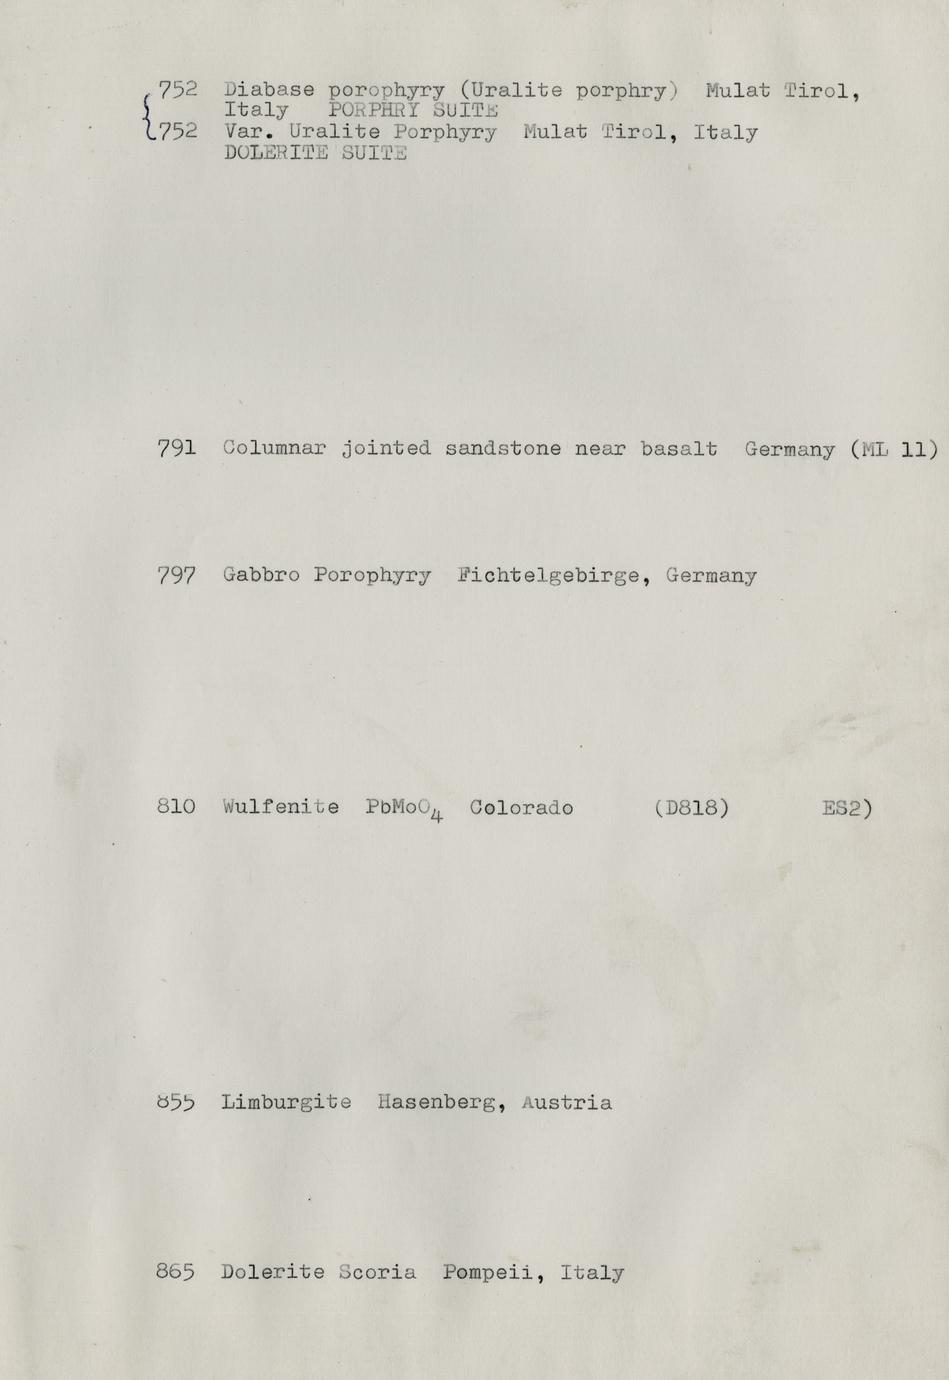 752 Diabase porophyry (Uralite porphry) Mulat Tirol,
Italy PORPHRY SUITE
752 Var. Uralite Porphyry Mulat Tirol, Italy
DOLERITE SUITE
791 Columnar jointed sandstone near basalt Germany (ML 11)
797 Gabbro Porophyry Fichtelgebirge, Germany
810 Wulfenite PbMoO4 Colorado (D818) ES2)
855 Limburgite Hasenberg, Austria
865 Dolerite Scoria Pompeii, Italy